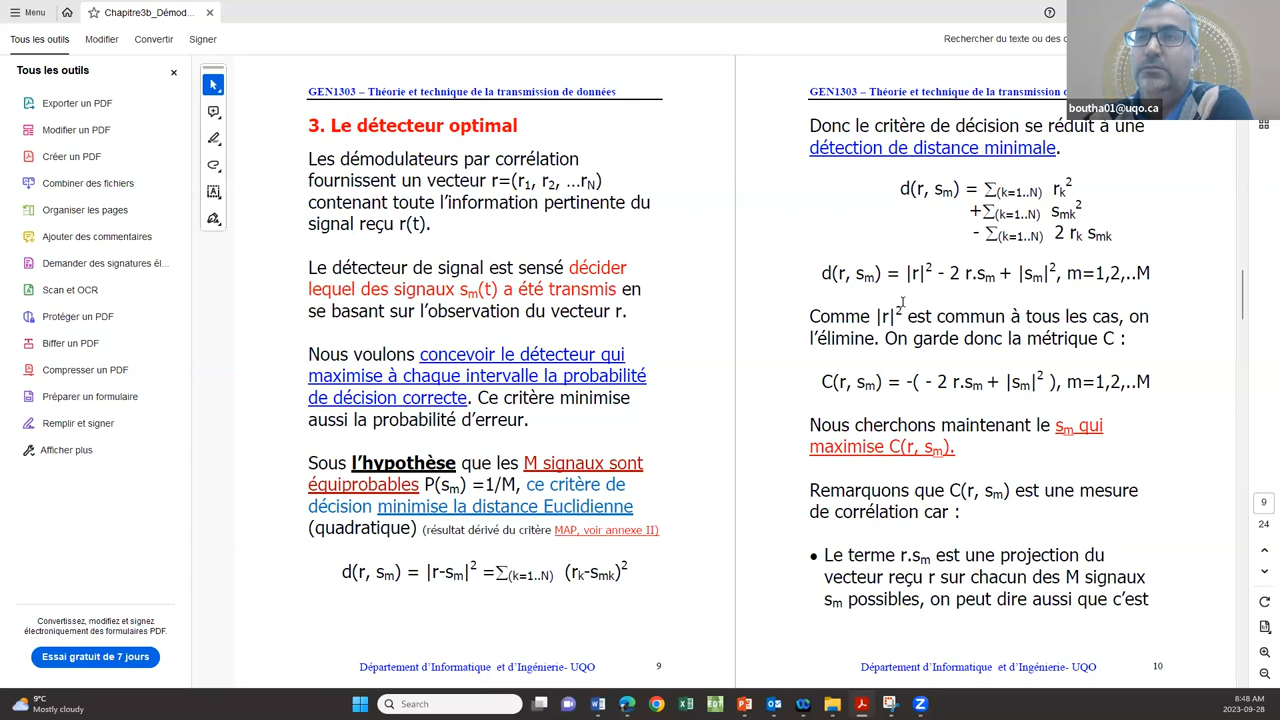 Menu
Chapitre3b_Démod...
Tous les outils
Modifier
Convertir
Signer
Rechercher du texte ou des
boutha01@uqo.ca
Tous les outils
Exporter un PDF
Modifier un PDF
Créer un PDF
Combiner des fichiers
Organiser les pages
Ajouter des commentaires
Demander des signatures él...
Scan et OCR
Protéger un PDF
Biffer un PDF
Compresser un PDF
Préparer un formulaire
Remplir et signer
Afficher plus
Convertissez, modifiez et signez
électroniquement des formulaires PDF.
Essai gratuit de 7 jours
GEN1303 – Théorie et technique de la transmission de données
3. Le détecteur optimal
Les démodulateurs par corrélation
fournissent un vecteur r=(r1, r2, ...rN)
contenant toute l'information pertinente du
signal reçu r(t).
Le détecteur de signal est sensé décider
lequel des signaux sm(t) a été transmis en
se basant sur l'observation du vecteur r.
Nous voulons concevoir le détecteur qui
maximise à chaque intervalle la probabilité
de décision correcte. Ce critère minimise
aussi la probabilité d'erreur.
Sous l'hypothèse que les M signaux sont
équiprobables P(sm) =1/M, ce critère de
décision minimise la distance Euclidienne
(quadratique) (résultat dérivé du critère MAP, voir annexe II)
d(r, sm) = |r-sm|2 =∑(k=1..N) (rk-smk)2
Département d'Informatique et d'Ingénierie- UQO 9
GEN1303 – Théorie et technique de la transmission
Donc le critère de décision se réduit à une
détection de distance minimale.
d(r, sm) = ∑(k=1..N) rk2
+∑(k=1..N) smk2
- ∑(k=1..N) 2 rk smk
d(r, sm) = |r|2 - 2 r.sm + |sm|2, m=1,2,..M
Comme |r|2 est commun à tous les cas, on
l'élimine. On garde donc la métrique C :
C(r, sm) = -( - 2 r.sm + |sm|2 ), m=1,2,..M
Nous cherchons maintenant le sm qui
maximise C(r, sm).
Remarquons que C(r, sm) est une mesure
de corrélation car :
• Le terme r.sm est une projection du
vecteur reçu r sur chacun des M signaux
sm possibles, on peut dire aussi que c'est
Département d'Informatique et d'Ingénierie- UQO 10
9
24
9°C
Mostly cloudy
Search
8:48 AM
2023-09-28